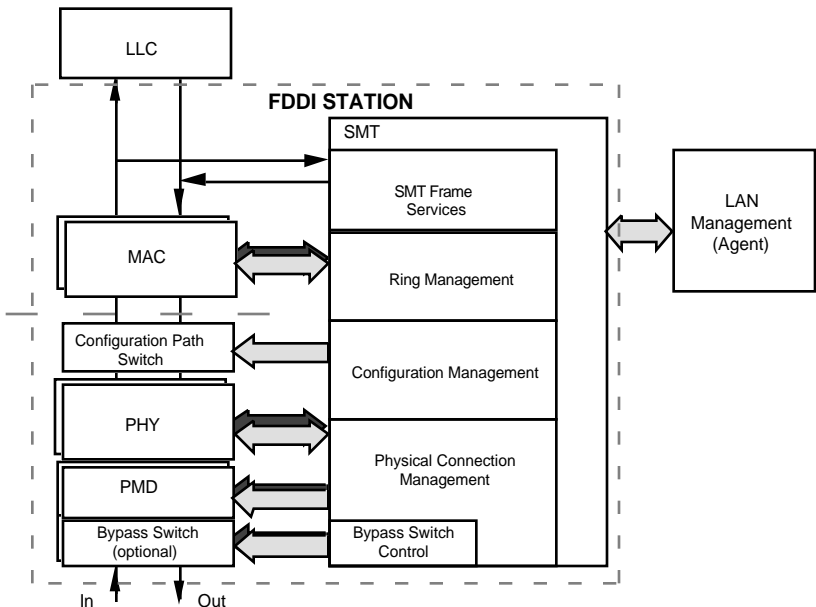 LLC
FDDI STATION
SMT
SMT Frame
Services
LAN
Management
(Agent)
MAC
Ring Management
Configuration Path
Switch
Configuration Management
PHY
Physical Connection
Management
PMD
Bypass Switch
(optional)
Bypass Switch
Control
In
Out